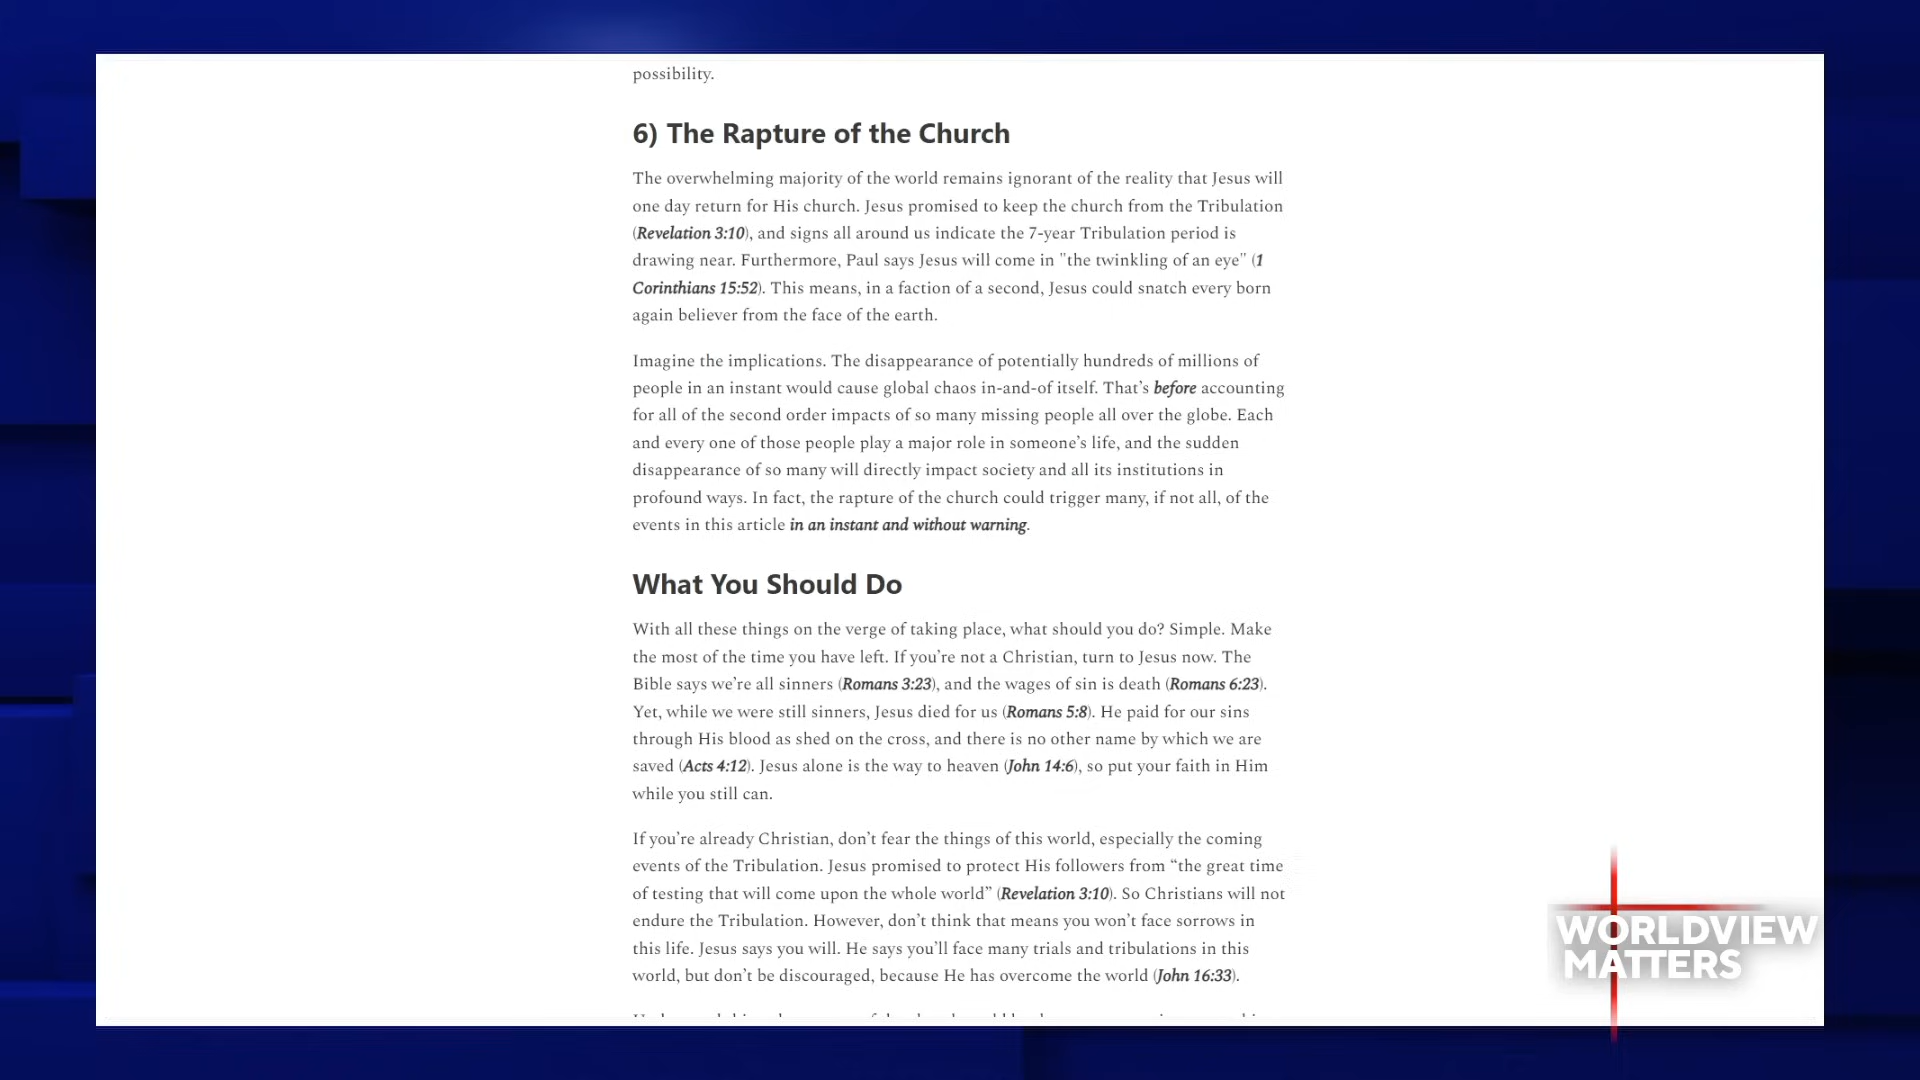 possibility.
6) The Rapture of the Church
The overwhelming majority of the world remains ignorant of the reality that Jesus will
one day return for His church. Jesus promised to keep the church from the Tribulation
(Revelation 3:10), and signs all around us indicate the 7-year Tribulation period is
drawing near. Furthermore, Paul says Jesus will come in "the twinkling of an eye" (1
Corinthians 15:52). This means, in a faction of a second, Jesus could snatch every born
again believer from the face of the earth.
Imagine the implications. The disappearance of potentially hundreds of millions of
people in an instant would cause global chaos in-and-of itself. That’s before accounting
for all of the second order impacts of so many missing people all over the globe. Each
and every one of those people play a major role in someone’s life, and the sudden
disappearance of so many will directly impact society and all its institutions in
profound ways. In fact, the rapture of the church could trigger many, if not all, of the
events in this article in an instant and without warning.
What You Should Do
With all these things on the verge of taking place, what should you do? Simple. Make
the most of the time you have left. If you’re not a Christian, turn to Jesus now. The
Bible says we’re all sinners (Romans 3:23), and the wages of sin is death (Romans 6:23).
Yet, while we were still sinners, Jesus died for us (Romans 5:8). He paid for our sins
through His blood as shed on the cross, and there is no other name by which we are
saved (Acts 4:12). Jesus alone is the way to heaven (John 14:6), so put your faith in Him
while you still can.
If you’re already Christian, don’t fear the things of this world, especially the coming
events of the Tribulation. Jesus promised to protect His followers from “the great time
of testing that will come upon the whole world” (Revelation 3:10). So Christians will not
endure the Tribulation. However, don’t think that means you won’t face sorrows in
this life. Jesus says you will. He says you’ll face many trials and tribulations in this
world, but don’t be discouraged, because He has overcome the world (John 16:33).
WORLDVIEW
MATTERS